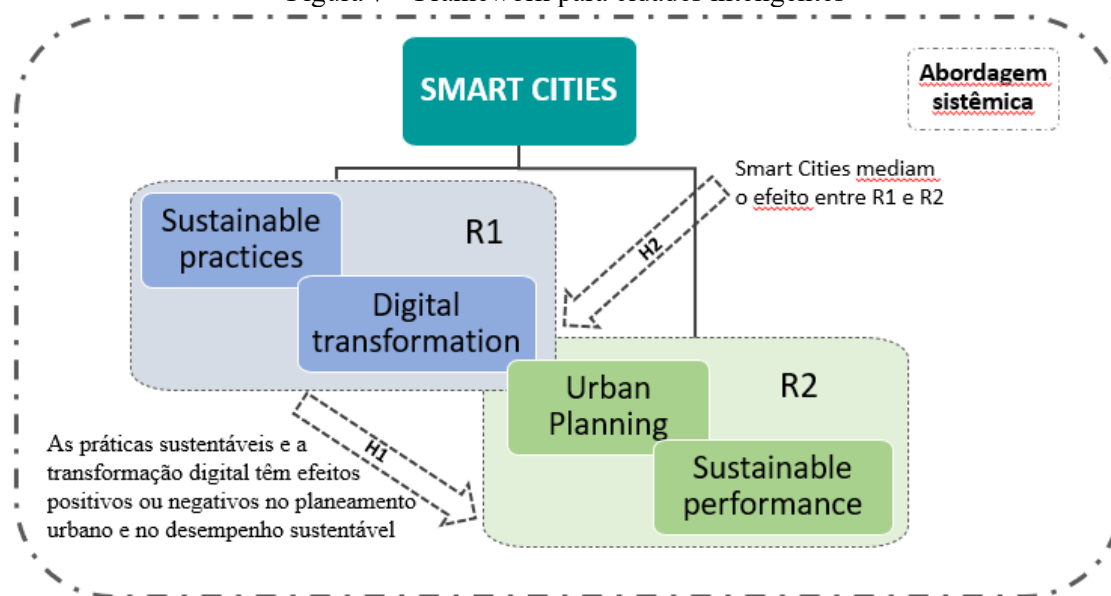 SMART CITIES
Abordagem
sistêmica
Smart Cities mediam
o efeito entre R1 e R2
Sustainable
practices
R1
H2
Digital
transformation
Urban
Planning
R2
H1
As práticas sustentáveis e a
transformação digital têm efeitos
positivos ou negativos no planeamento
urbano e no desempenho sustentável
Sustainable
performance